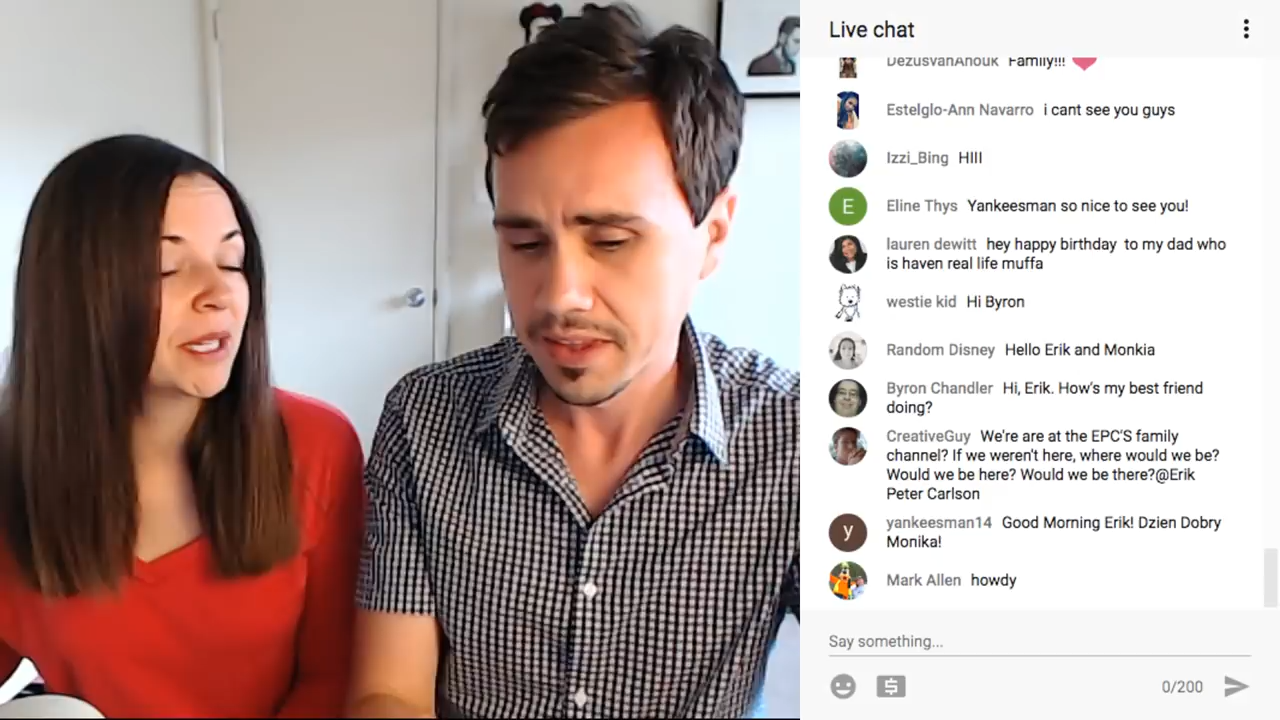 Live chat
DezusvanAnouk Family!!!
Estelglo-Ann Navarro i cant see you guys
Izzi_Bing HIII
E Eline Thys Yankeesman so nice to see you!
lauren dewitt hey happy birthday to my dad who
is haven real life muffa
westie kid Hi Byron
Random Disney Hello Erik and Monkia
Byron Chandler Hi, Erik. How's my best friend
doing?
CreativeGuy We're are at the EPC'S family
channel? If we weren't here, where would we be?
Would we be here? Would we be there?@Erik
Peter Carlson
y yankeesman14 Good Morning Erik! Dzien Dobry
Monika!
Mark Allen howdy
Say something...
$ 0/200